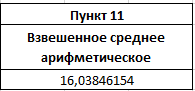 Пункт 11
Взвешенное среднее
арифметическое
16,03846154